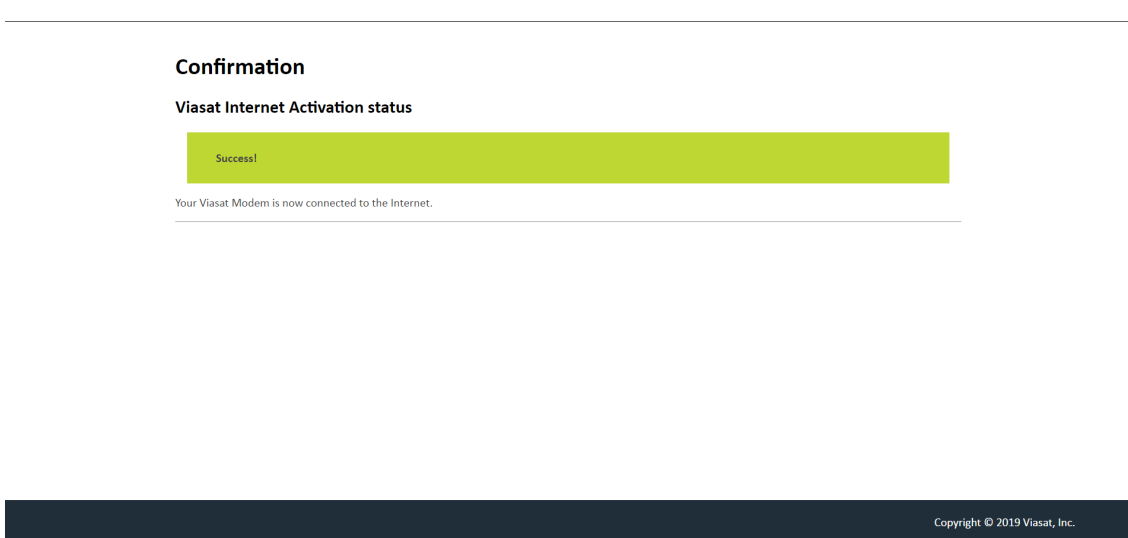 Confirmation
Viasat Internet Activation status
Success!
Your Viasat Modem is now connected to the Internet.
Copyright © 2019 Viasat, Inc.